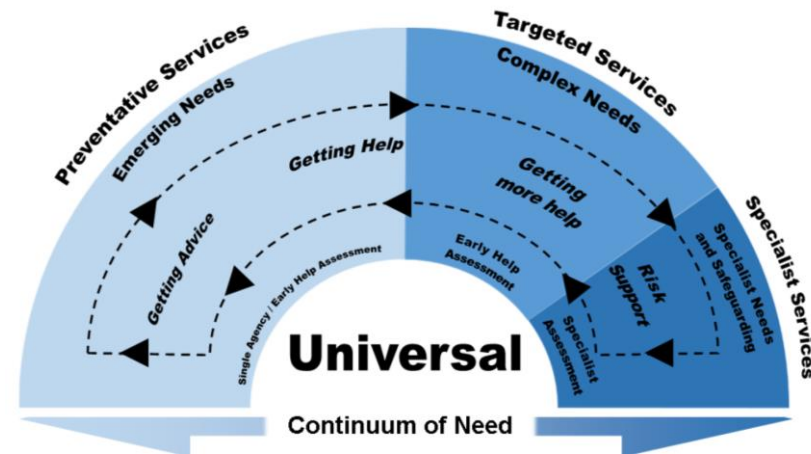 Preventative Services
Emerging Needs
Getting Advice
Getting Help
Single Agency / Early Help Assessment
Targeted Services
Complex Needs
Getting
more help
Early Help
Assessment
Specialist Services
Specialist Needs
and Safeguarding
Risk
Support
Specialist
Assessment
Universal
Continuum of Need